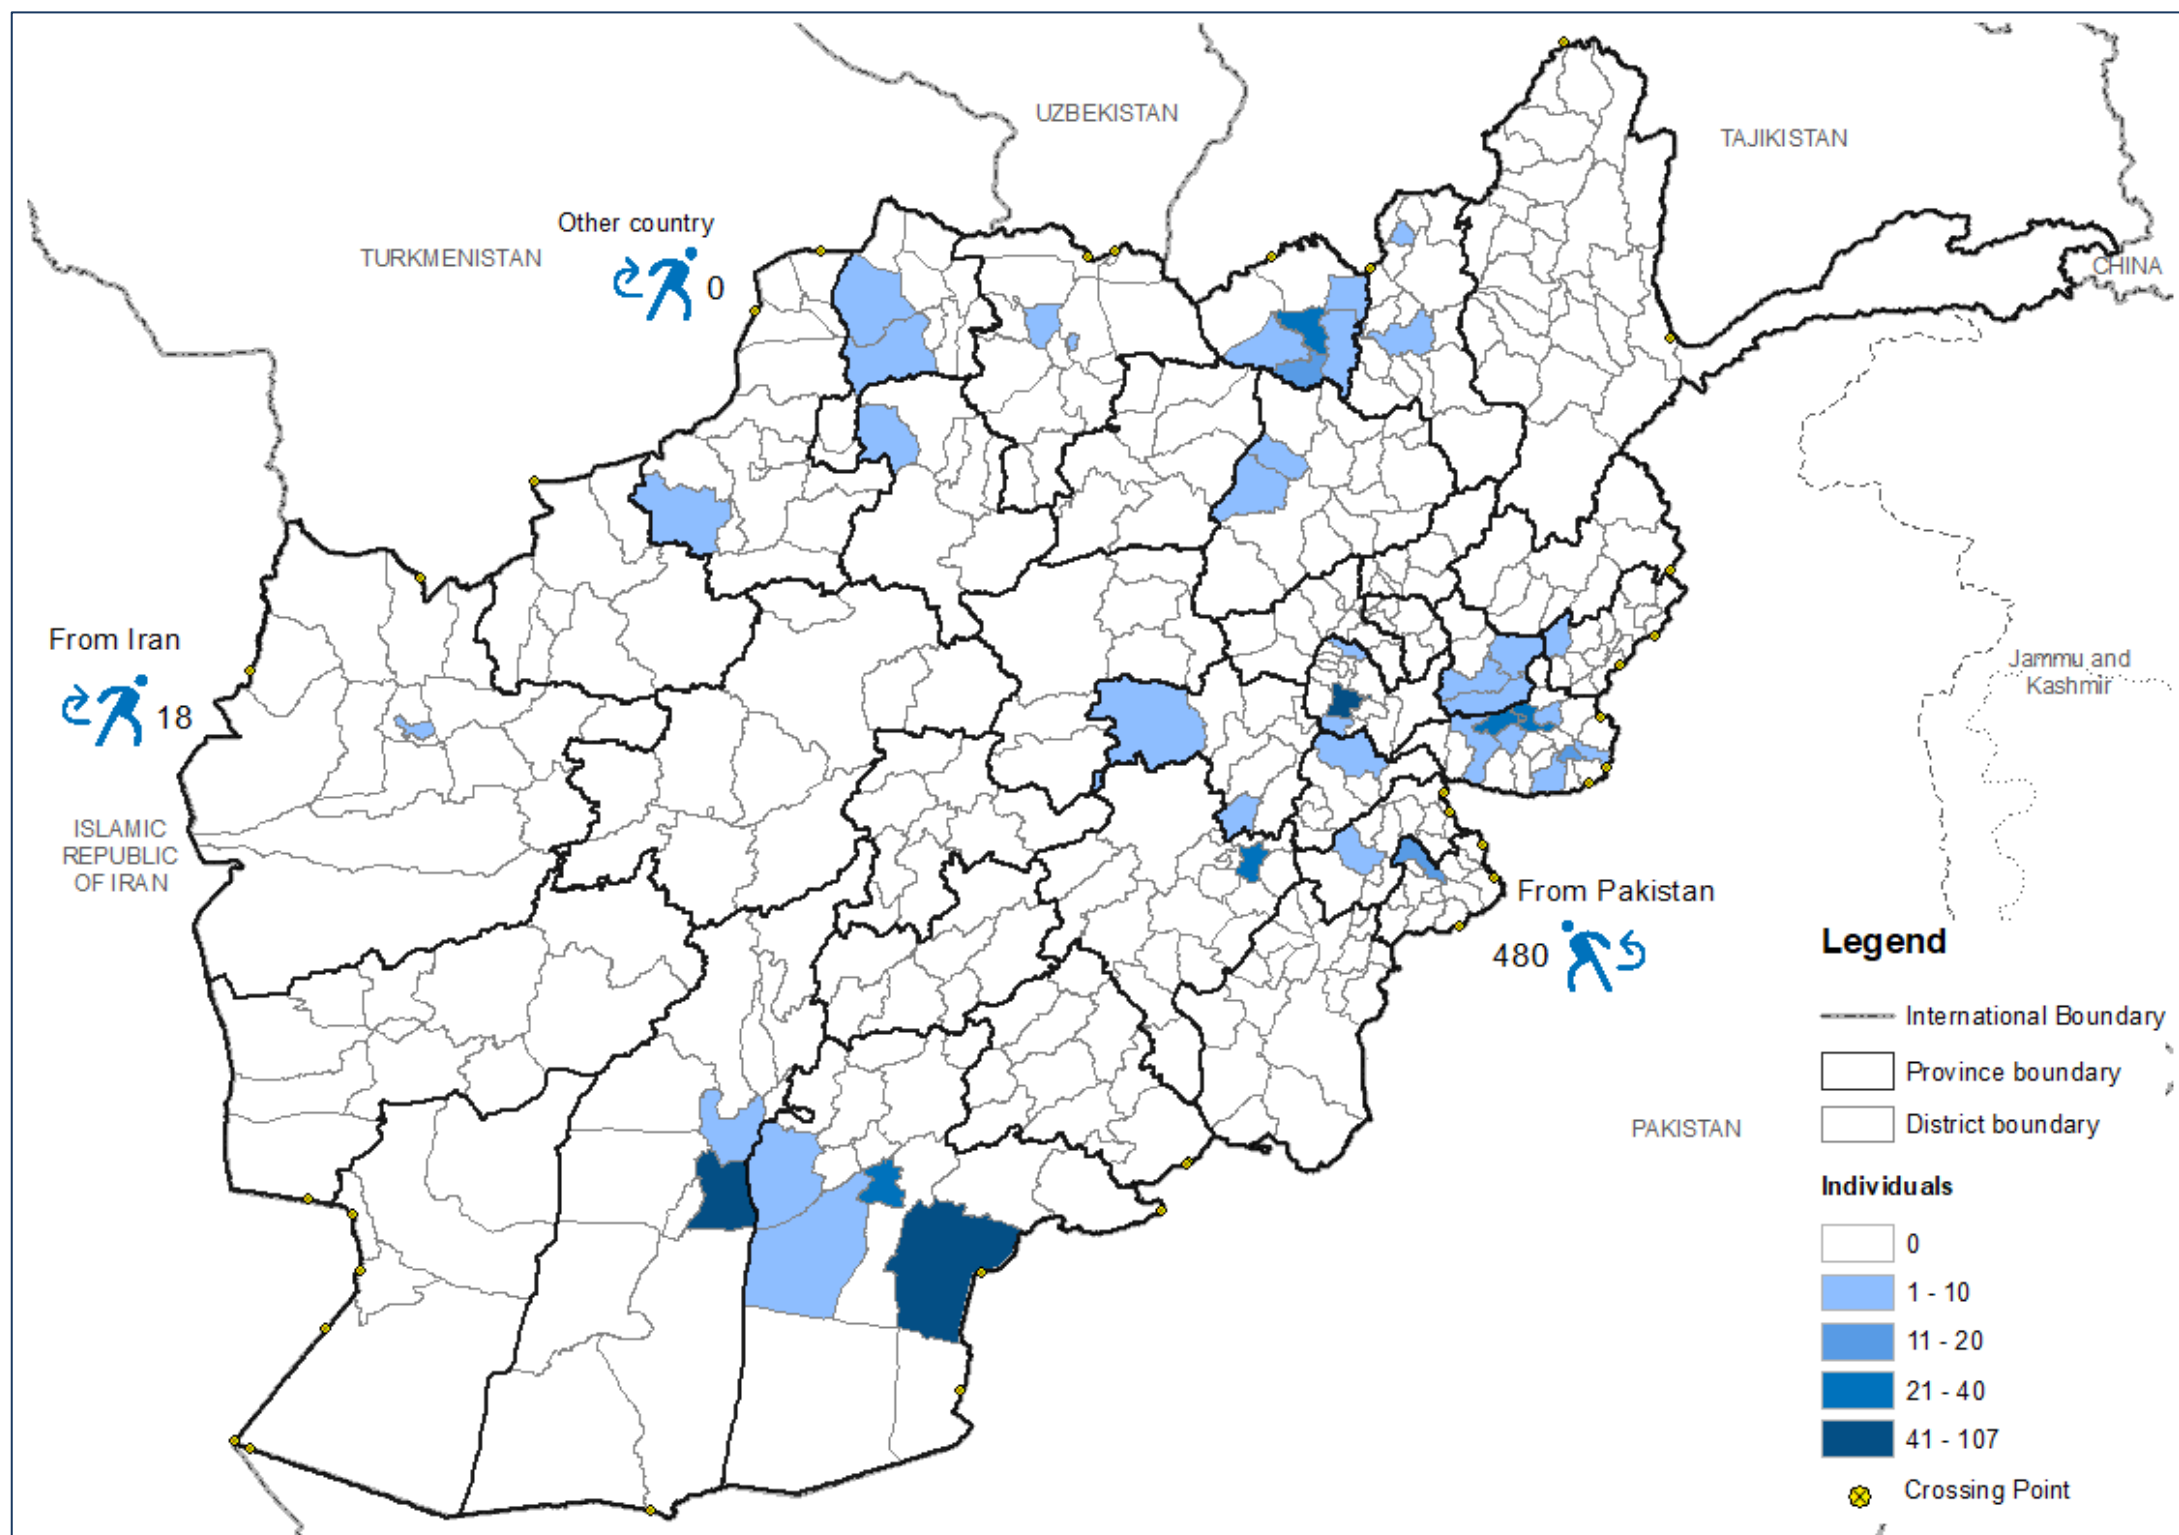 UZBEKISTAN
TAJIKISTAN
Other country
0
TURKMENISTAN
CHINA
From Iran
18
Jammu and
Kashmir
ISLAMIC
REPUBLIC
OF IRAN
From Pakistan
480
PAKISTAN
Legend
International Boundary
Province boundary
District boundary
Individuals
0
1 - 10
11 - 20
21 - 40
41 - 107
Crossing Point